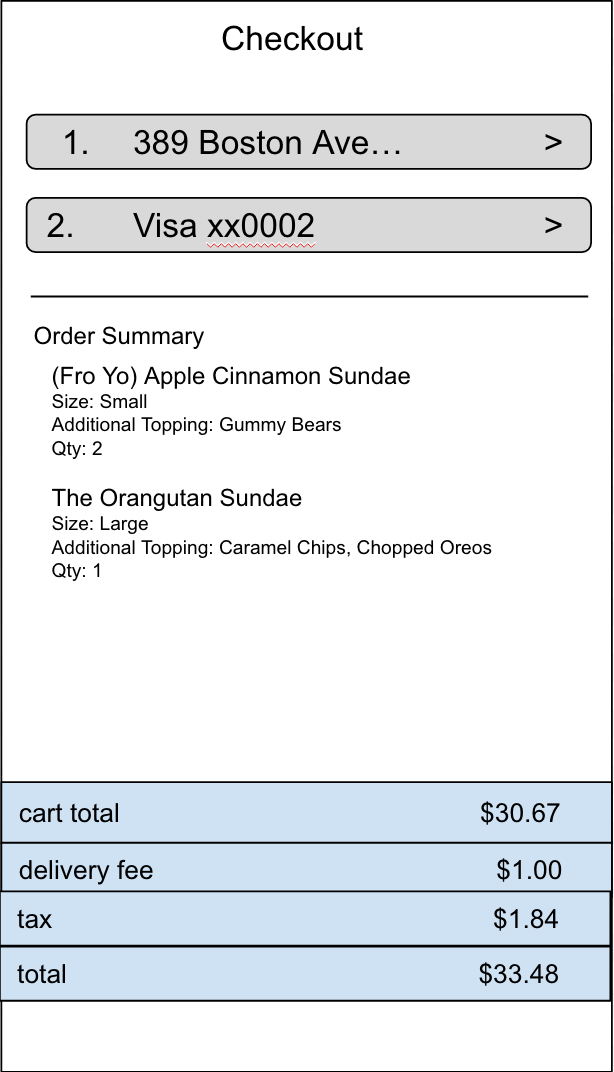 Checkout
1. 389 Boston Ave… >
2. Visa xx0002 >
Order Summary
(Fro Yo) Apple Cinnamon Sundae
Size: Small
Additional Topping: Gummy Bears
Qty: 2
The Orangutan Sundae
Size: Large
Additional Topping: Caramel Chips, Chopped Oreos
Qty: 1
cart total $30.67
delivery fee $1.00
tax $1.84
total $33.48